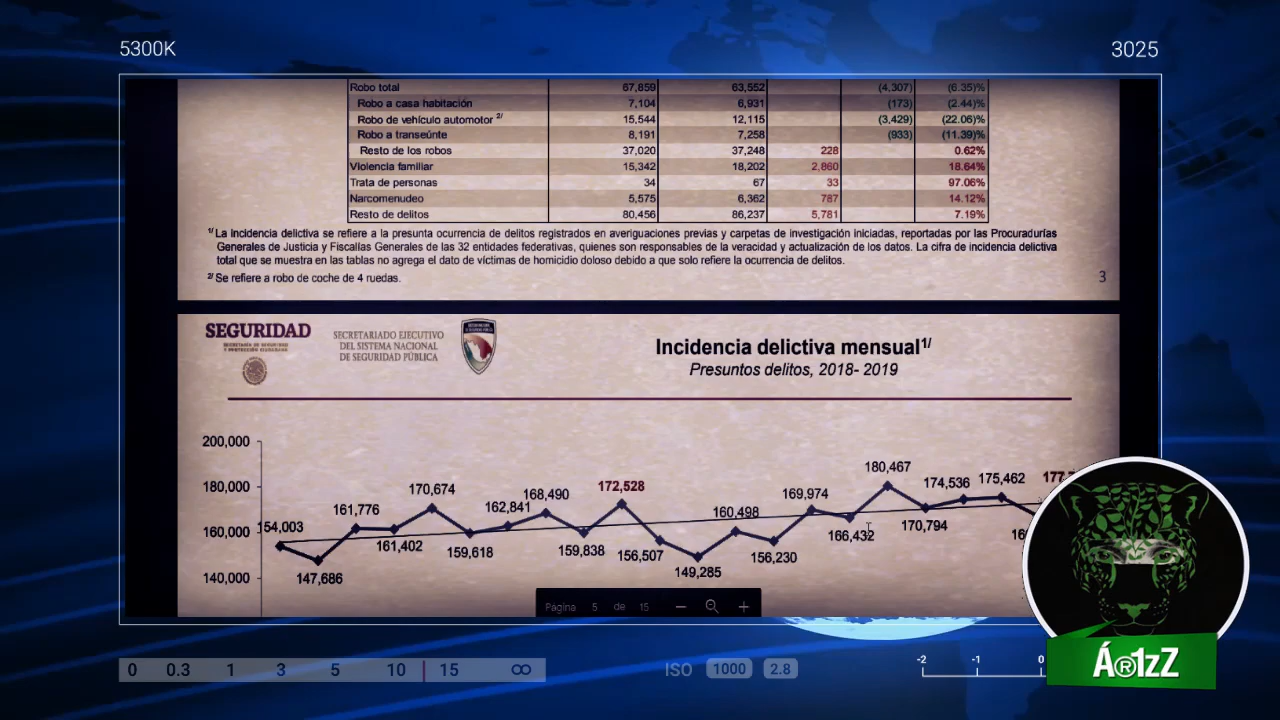 5300K
3025
Robo total 67,859 63,552 (4,307) (6.35)%
Robo a casa habitación 7,104 6,931 (173) (2.44)%
Robo de vehículo automotor 2/ 15,544 12,115 (3,429) (22.06)%
Robo a transeúnte 8,191 7,258 (933) (11.39)%
Resto de los robos 37,020 37,248 228 0.62%
Violencia familiar 15,342 18,202 2,860 18.64%
Trata de personas 34 67 33 97.06%
Narcomenudeo 5,575 6,362 787 14.12%
Resto de delitos 80,456 86,237 5,781 7.19%
1/ La incidencia delictiva se refiere a la presunta ocurrencia de delitos registrados en averiguaciones previas y carpetas de investigación iniciadas, reportadas por las Procuradurías
Generales de Justicia y Fiscalías Generales de las 32 entidades federativas, quienes son responsables de la veracidad y actualización de los datos. La cifra de incidencia delictiva
total que se muestra en las tablas no agrega el dato de víctimas de homicidio doloso debido a que solo refiere la ocurrencia de delitos.
2/ Se refiere a robo de coche de 4 ruedas.
3
SEGURIDAD
SECRETARÍA DE SEGURIDAD
Y PROTECCIÓN CIUDADANA
SECRETARIADO EJECUTIVO
DEL SISTEMA NACIONAL
DE SEGURIDAD PÚBLICA
Incidencia delictiva mensual1/
Presuntos delitos, 2018- 2019
200,000
180,000
160,000
140,000
154,003
147,686
161,776
161,402
170,674
159,618
162,841
168,490
159,838
172,528
156,507
149,285
160,498
156,230
169,974
166,432
180,467
170,794
174,536
175,462
177,
16
Página 5 de 15
0 0.3 1 3 5 10 15 ∞
ISO 1000 2.8
-2 -1 0
Á®1zZ